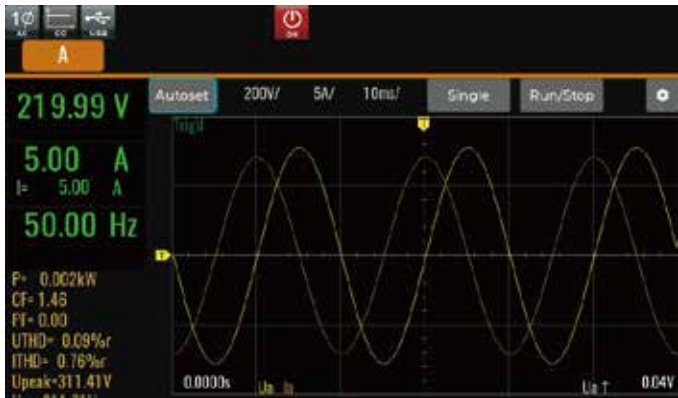 1Ø
AC
CC
USB
ON
A
219.99 V
5.00 A
I= 5.00 A
50.00 Hz
P= 0.002kW
CF= 1.46
PF= 0.00
UTHD= 0.09%r
ITHD= 0.76%r
Upeak=311.41V
Autoset
200V/
5A/
10ms/
Single
Run/Stop
Trig'd
T
T
0.0000s
Ua
Ia
Ua
0.04V